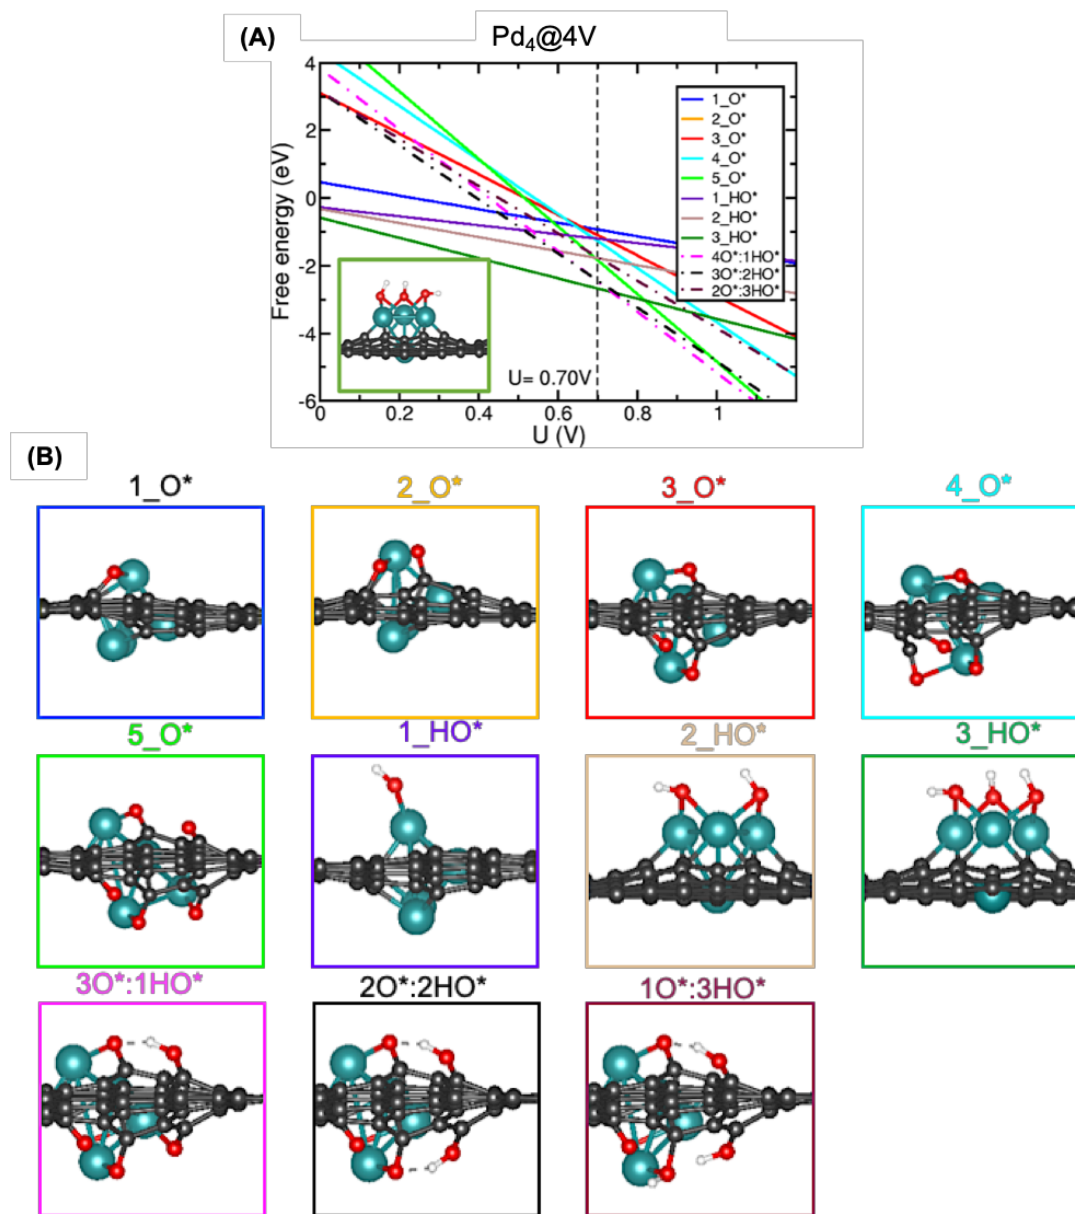 (A)
Pd4@4V
Free energy (eV)
4
2
0
-2
-4
-6
0
0.2
0.4
0.6
0.8
1
U (V)
U= 0.70V
1_O*
2_O*
3_O*
4_O*
5_O*
1_HO*
2_HO*
3_HO*
4O*:1HO*
3O*:2HO*
2O*:3HO*
(B)
1_O*
2_O*
3_O*
4_O*
5_O*
1_HO*
2_HO*
3_HO*
3O*:1HO*
2O*:2HO*
1O*:3HO*